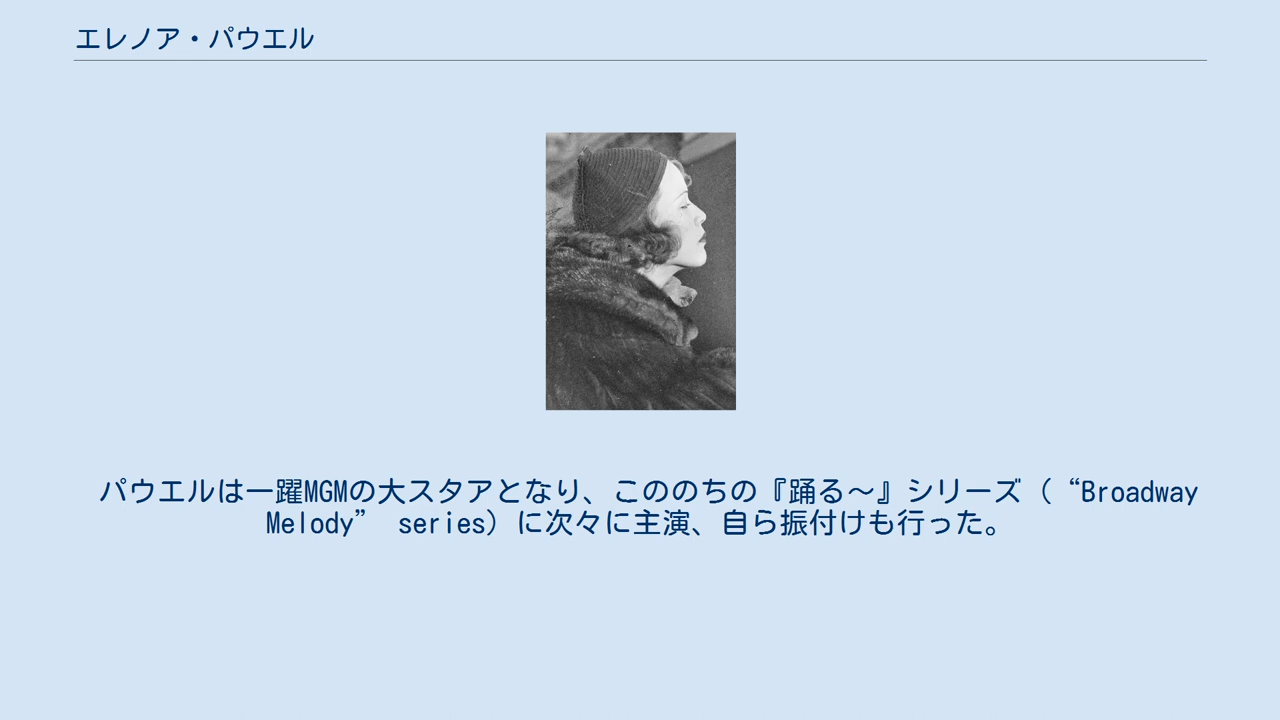 エレノア・パウエル
パウエルは一躍MGMの大スタアとなり、こののちの『踊る～』シリーズ（“Broadway
Melody” series）に次々に主演、自ら振付けも行った。